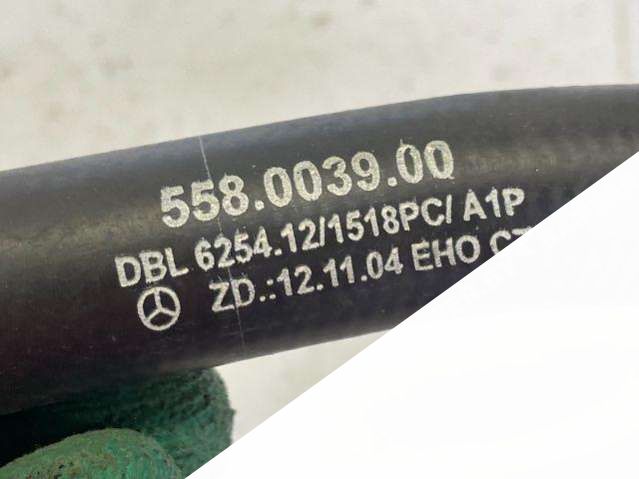 558.0039.00
DBL 6254.12/1518PC/ A1P
ZD.:12.11.04 EHO